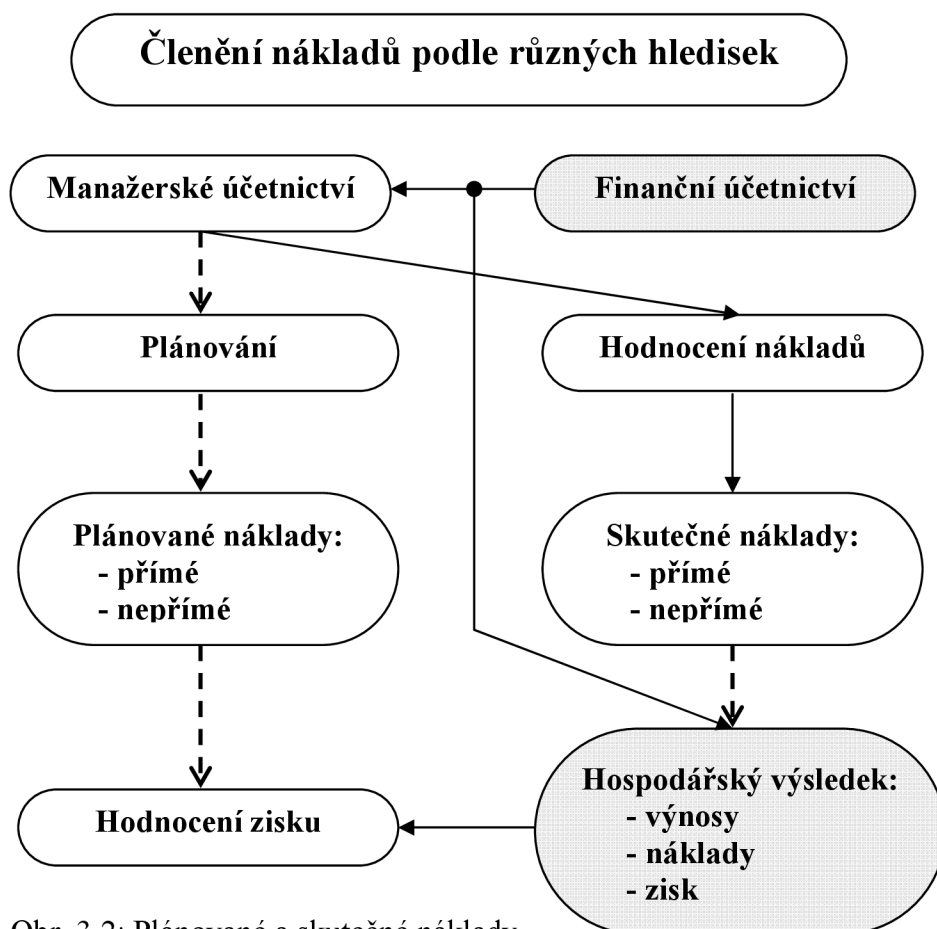 Členění nákladů podle různých hledisek
Manažerské účetnictví
Finanční účetnictví
Plánování
Hodnocení nákladů
Plánované náklady:
- přímé
- nepřímé
Skutečné náklady:
- přímé
- nepřímé
Hodnocení zisku
Hospodářský výsledek:
- výnosy
- náklady
- zisk
Obr. 3.2: Plánované a skutečné náklady